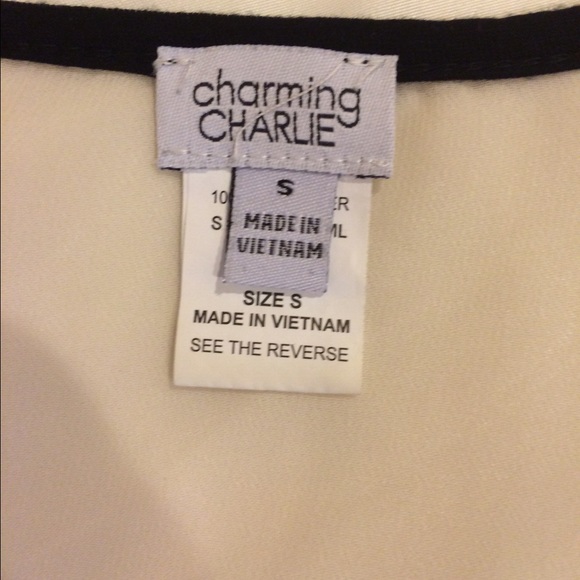 charming
CHARLIE
S
MADE IN
VIETNAM
SIZE S
MADE IN VIETNAM
SEE THE REVERSE